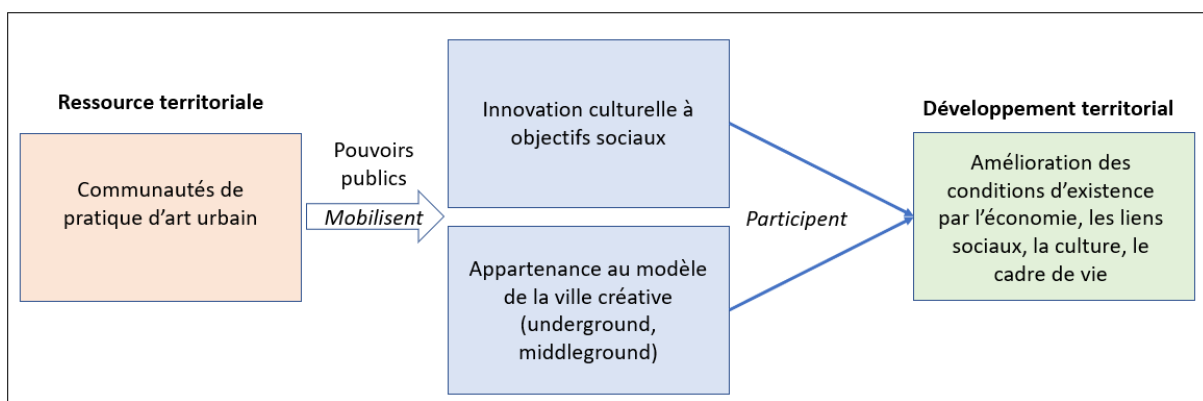 Ressource territoriale
Communautés de
pratique d'art urbain
Pouvoirs
publics
Mobilisent
Innovation culturelle à
objectifs sociaux
Appartenance au modèle
de la ville créative
(underground,
middleground)
Participent
Développement territorial
Amélioration des
conditions d'existence
par l'économie, les liens
sociaux, la culture, le
cadre de vie